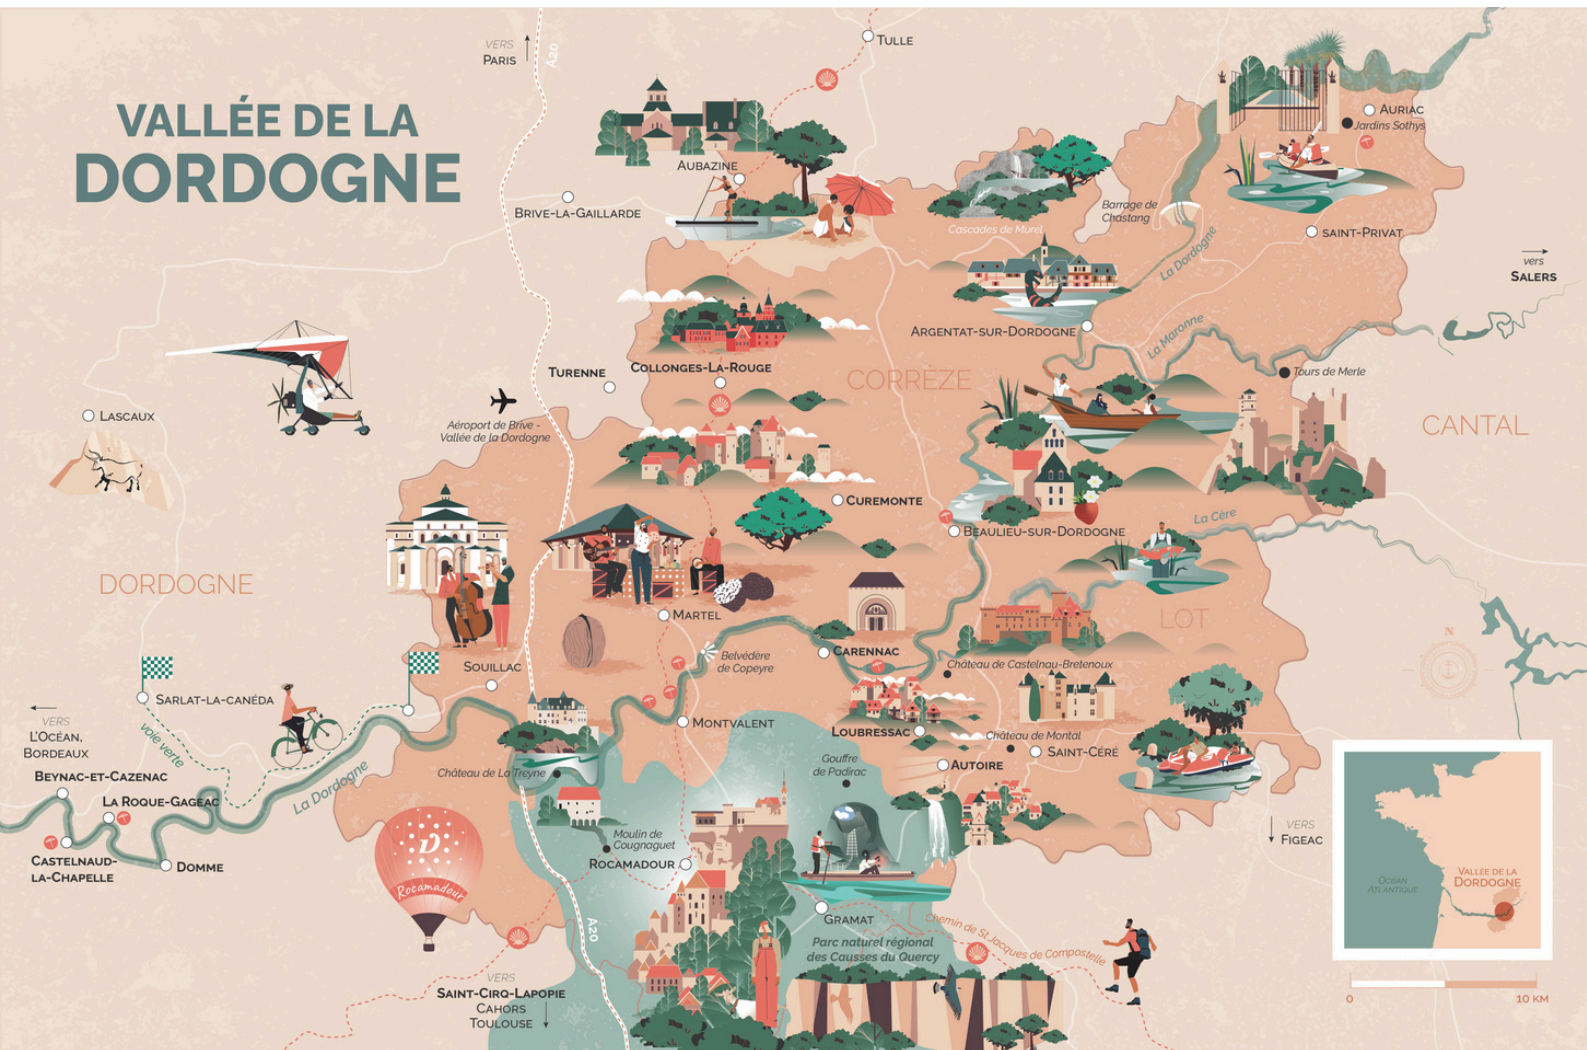 VALLÉE DE LA
DORDOGNE
VERS
PARIS
A20
TULLE
AUBAZINE
BRIVE-LA-GAILLARDE
AURIAC
Jardins Sothys
Barrage de
Chastang
SAINT-PRIVAT
Cascades de Murel
La Dordogne
vers
SALERS
ARGENTAT-SUR-DORDOGNE
La Maronne
Tours de Merle
TURENNE
COLLONGES-LA-ROUGE
CORRÈZE
CANTAL
LASCAUX
Aéroport de Brive -
Vallée de la Dordogne
CUREMONTE
BEAULIEU-SUR-DORDOGNE
La Cère
DORDOGNE
MARTEL
LOT
SOUILLAC
Belvédère
de Copeyre
CARENNAC
Château de Castelnau-Bretenoux
SARLAT-LA-CANÉDA
Voie verte
VERS
L'OCÉAN,
BORDEAUX
MONTVALENT
LOUBRESSAC
Château de Montal
SAINT-CÉRÉ
N
BEYNAC-ET-CAZENAC
LA ROQUE-GAGEAC
La Dordogne
Château de La Treyne
Gouffre
de Padirac
AUTOIRE
CASTELNAUD-
LA-CHAPELLE
DOMME
D
Rocamadour
Moulin de
Cougnaguet
ROCAMADOUR
VERS
FIGEAC
GRAMAT
Chemin de St Jacques de Compostelle
A20
Parc naturel régional
des Causses du Quercy
VERS
SAINT-CIRQ-LAPOPIE
CAHORS
TOULOUSE
OCÉAN
ATLANTIQUE
VALLÉE DE LA
DORDOGNE
0 10 KM